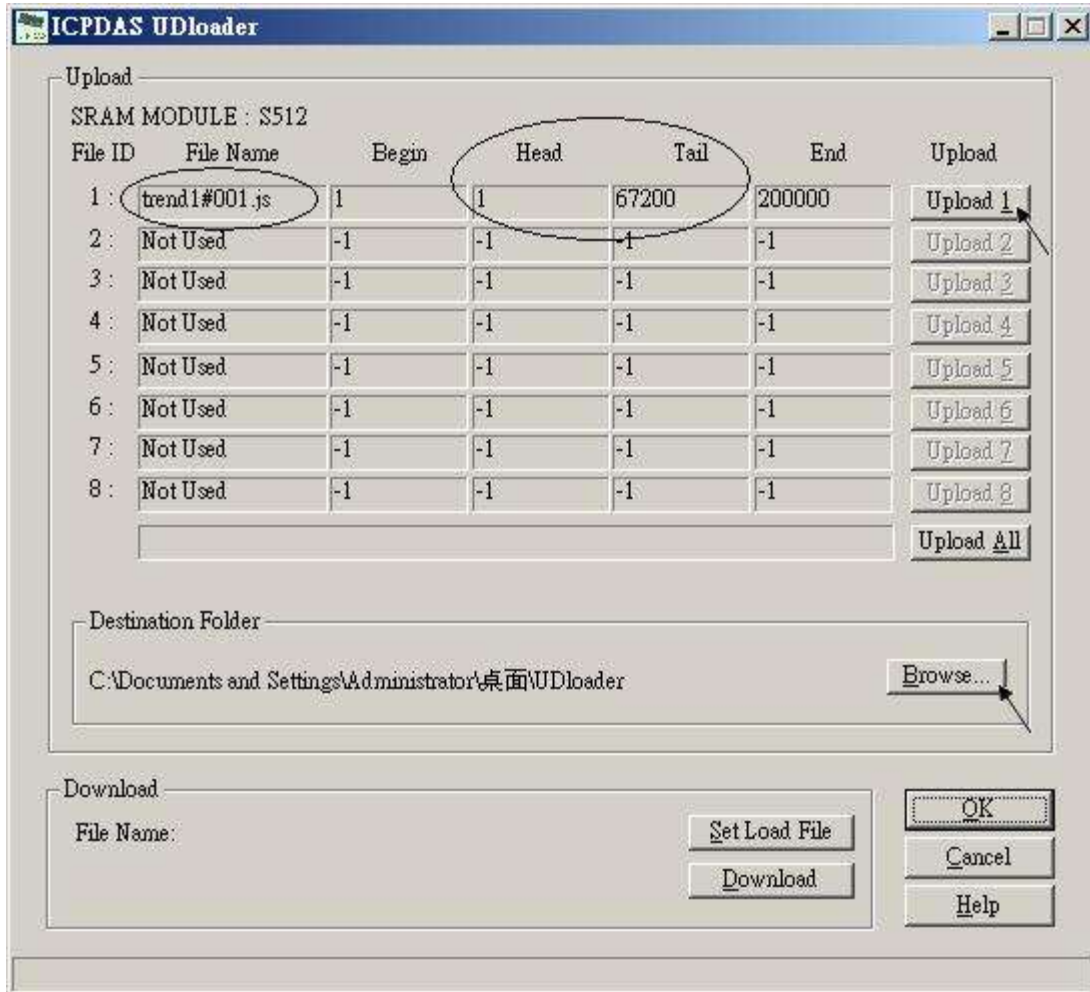 ICPDAS UDloader
Upload
SRAM MODULE : S512
File ID File Name Begin Head Tail End Upload
1 : trend1#001.js 1 1 67200 200000 Upload 1
2 : Not Used -1 -1 -1 -1 Upload 2
3 : Not Used -1 -1 -1 -1 Upload 3
4 : Not Used -1 -1 -1 -1 Upload 4
5 : Not Used -1 -1 -1 -1 Upload 5
6 : Not Used -1 -1 -1 -1 Upload 6
7 : Not Used -1 -1 -1 -1 Upload 7
8 : Not Used -1 -1 -1 -1 Upload 8
Upload All
Destination Folder
C:\Documents and Settings\Administrator\桌面\UDloader Browse...
Download
File Name: Set Load File
Download
OK
Cancel
Help